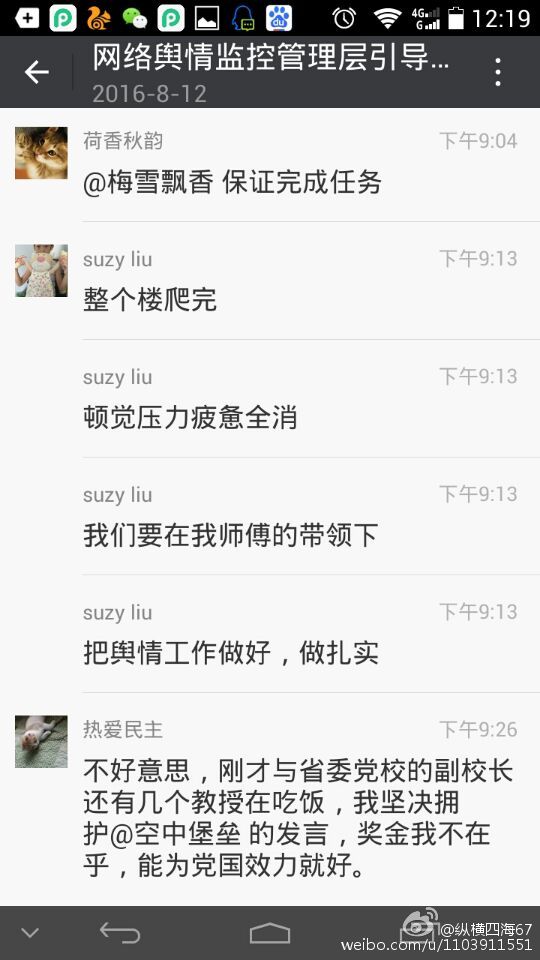 4G
G
12:19
网络舆情监控管理层引导...
2016-8-12
荷香秋韵
下午9:04
@梅雪飘香 保证完成任务
suzy liu
下午9:13
整个楼爬完
suzy liu
下午9:13
顿觉压力疲惫全消
suzy liu
下午9:13
我们要在我师傅的带领下
suzy liu
下午9:13
把舆情工作做好，做扎实
热爱民主
下午9:26
不好意思，刚才与省委党校的副校长
还有几个教授在吃饭，我坚决拥
护@空中堡垒 的发言，奖金我不在
乎，能为党国效力就好。
@纵横四海67
weibo.com/u/1103911551